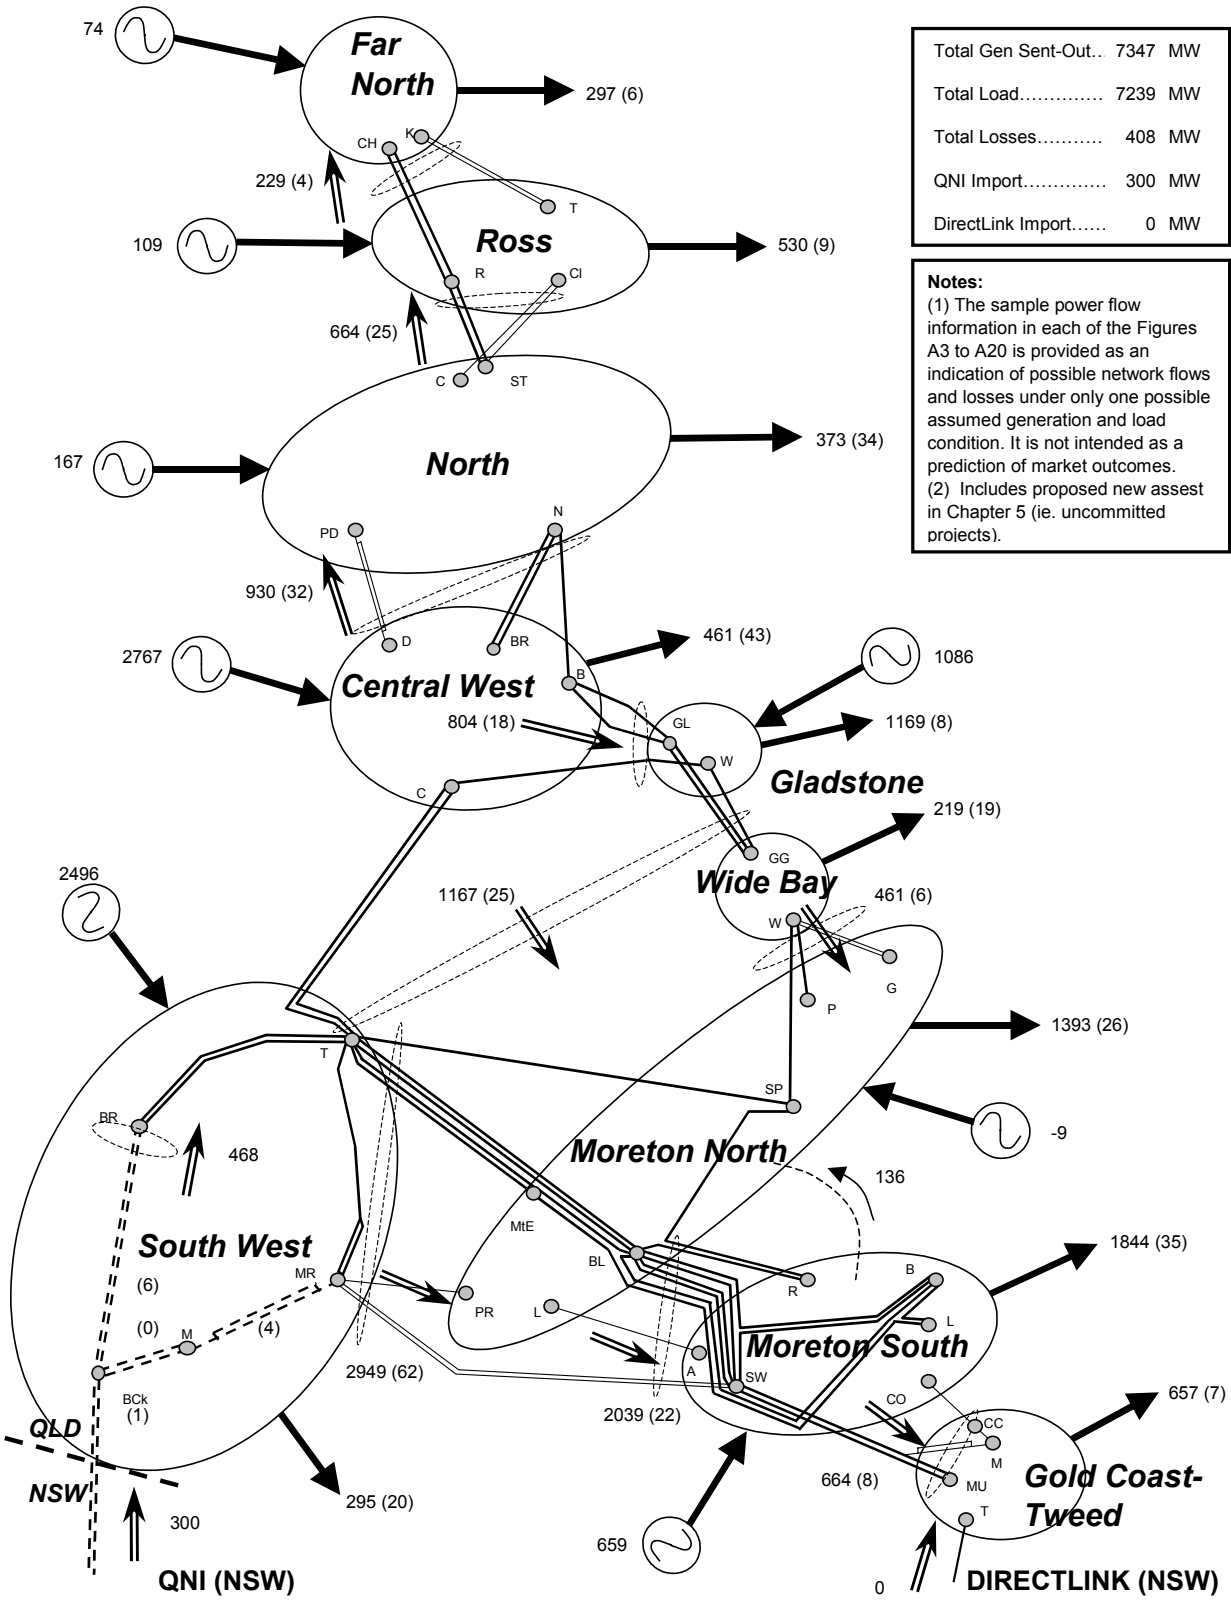 74
Far
North
297 (6)
K
CH
229 (4)
T
109
Ross
530 (9)
R
CI
664 (25)
C
ST
167
North
373 (34)
PD
N
930 (32)
D
BR
461 (43)
2767
Central West
B
1086
804 (18)
GL
1169 (8)
W
Gladstone
C
219 (19)
GG
Wide Bay
2496
1167 (25)
461 (6)
W
G
P
1393 (26)
T
SP
BR
-9
468
Moreton North
136
MtE
South West
BL
1844 (35)
MR
B
R
(6)
PR
L
L
(0)
M
(4)
Moreton South
A
SW
2949 (62)
BCk
(1)
CO
657 (7)
2039 (22)
CC
QLD
M
664 (8)
MU
Gold Coast-
Tweed
NSW
295 (20)
T
300
659
QNI (NSW)
0
DIRECTLINK (NSW)
Total Gen Sent-Out.. 7347 MW
Total Load.............. 7239 MW
Total Losses........... 408 MW
QNI Import.............. 300 MW
DirectLink Import...... 0 MW
Notes:
(1) The sample power flow
information in each of the Figures
A3 to A20 is provided as an
indication of possible network flows
and losses under only one possible
assumed generation and load
condition. It is not intended as a
prediction of market outcomes.
(2) Includes proposed new assest
in Chapter 5 (ie. uncommitted
projects).